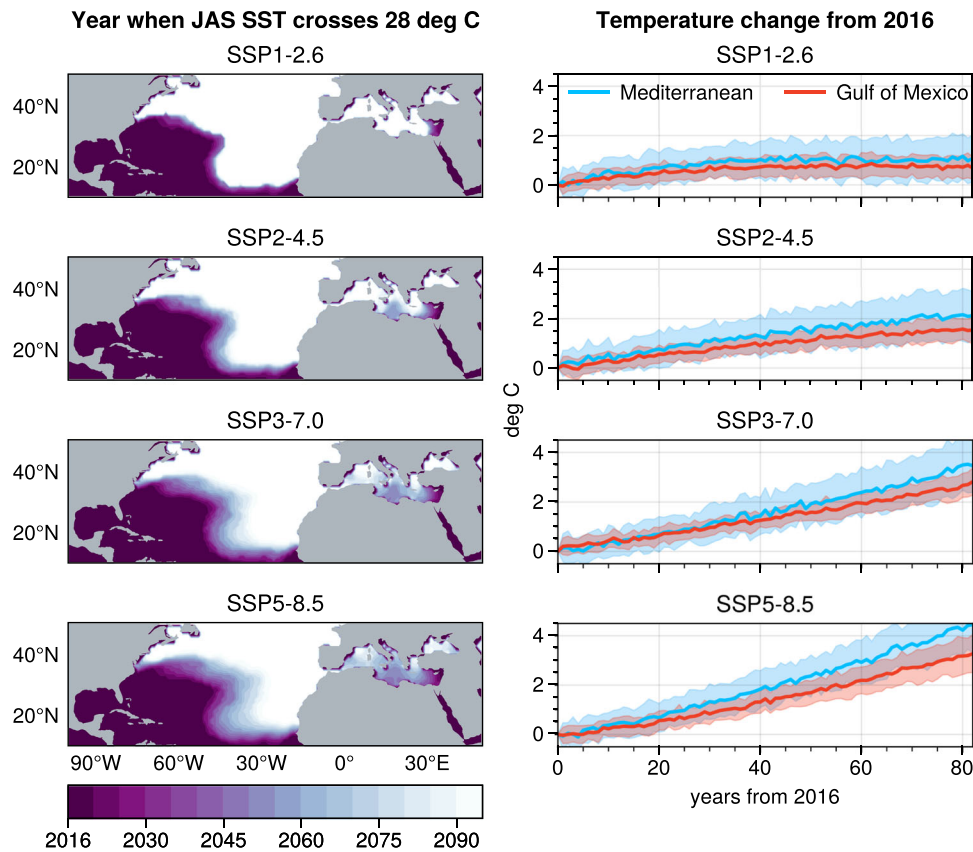 Year when JAS SST crosses 28 deg C
SSP1-2.6
40°N
20°N
SSP2-4.5
40°N
20°N
SSP3-7.0
40°N
20°N
SSP5-8.5
40°N
20°N
90°W 60°W 30°W 0° 30°E
2016 2030 2045 2060 2075 2090
Temperature change from 2016
SSP1-2.6
Mediterranean Gulf of Mexico
4
2
0
SSP2-4.5
4
2
0
deg C
SSP3-7.0
4
2
0
SSP5-8.5
4
2
0
0 20 40 60 80
years from 2016